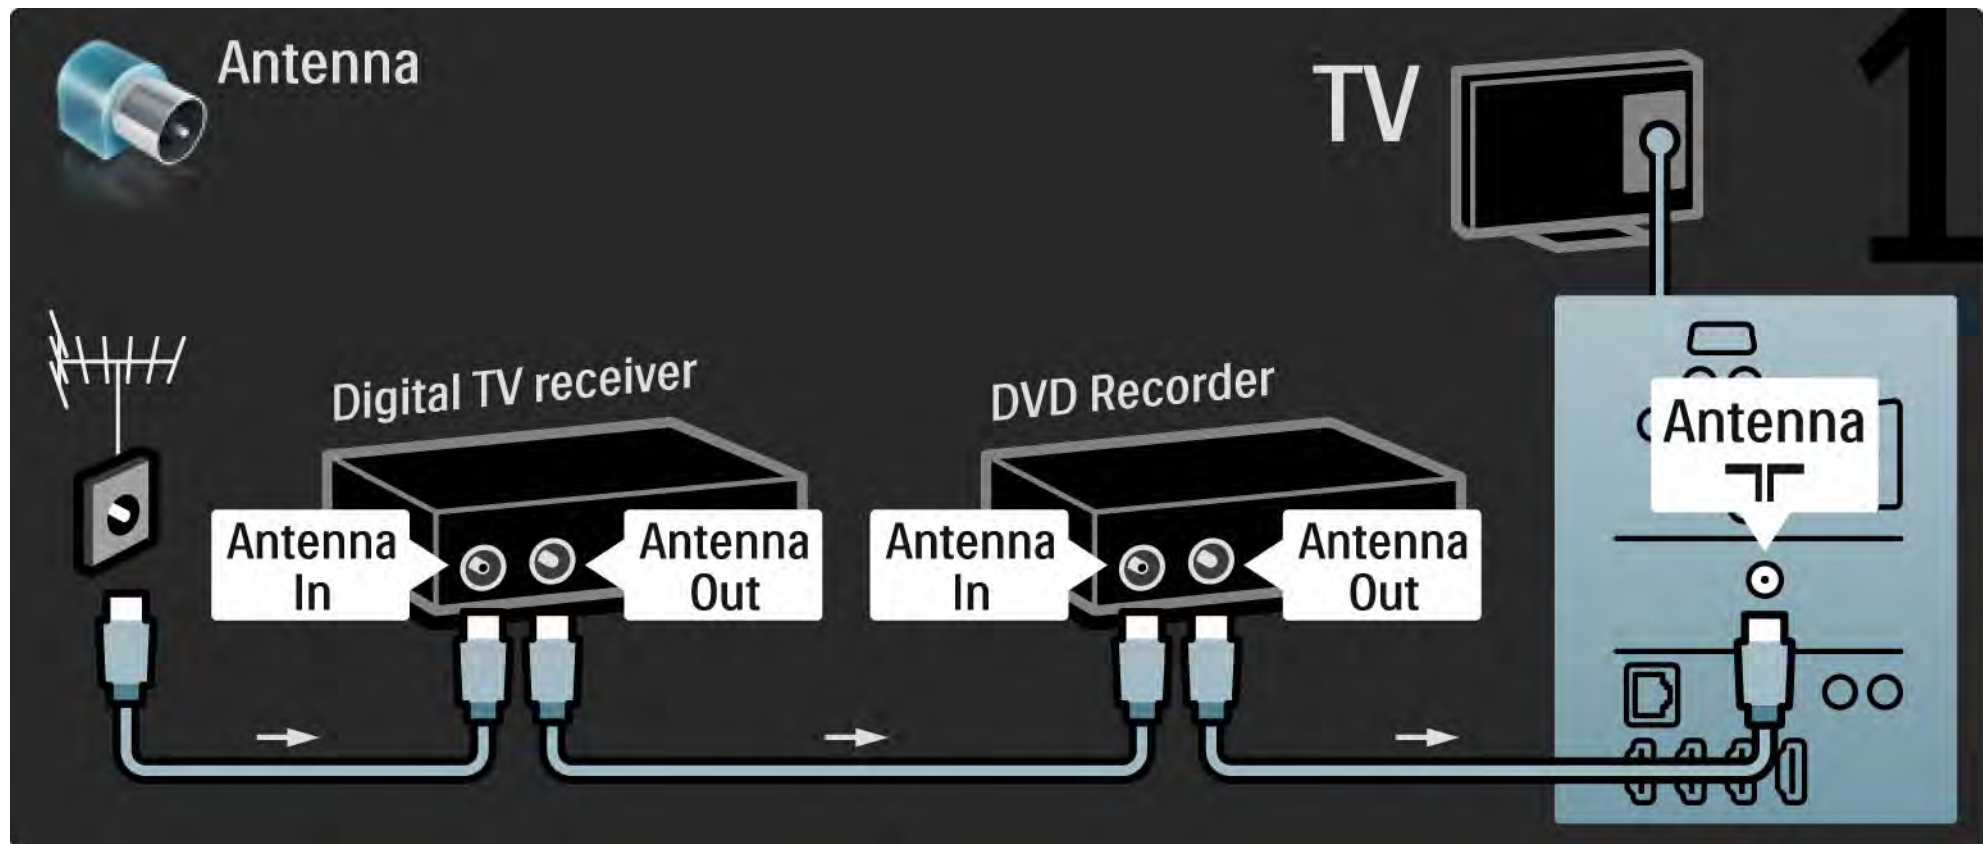 Antenna
TV
1
Digital TV receiver
DVD Recorder
Antenna
Antenna
In
Antenna
Out
Antenna
In
Antenna
Out